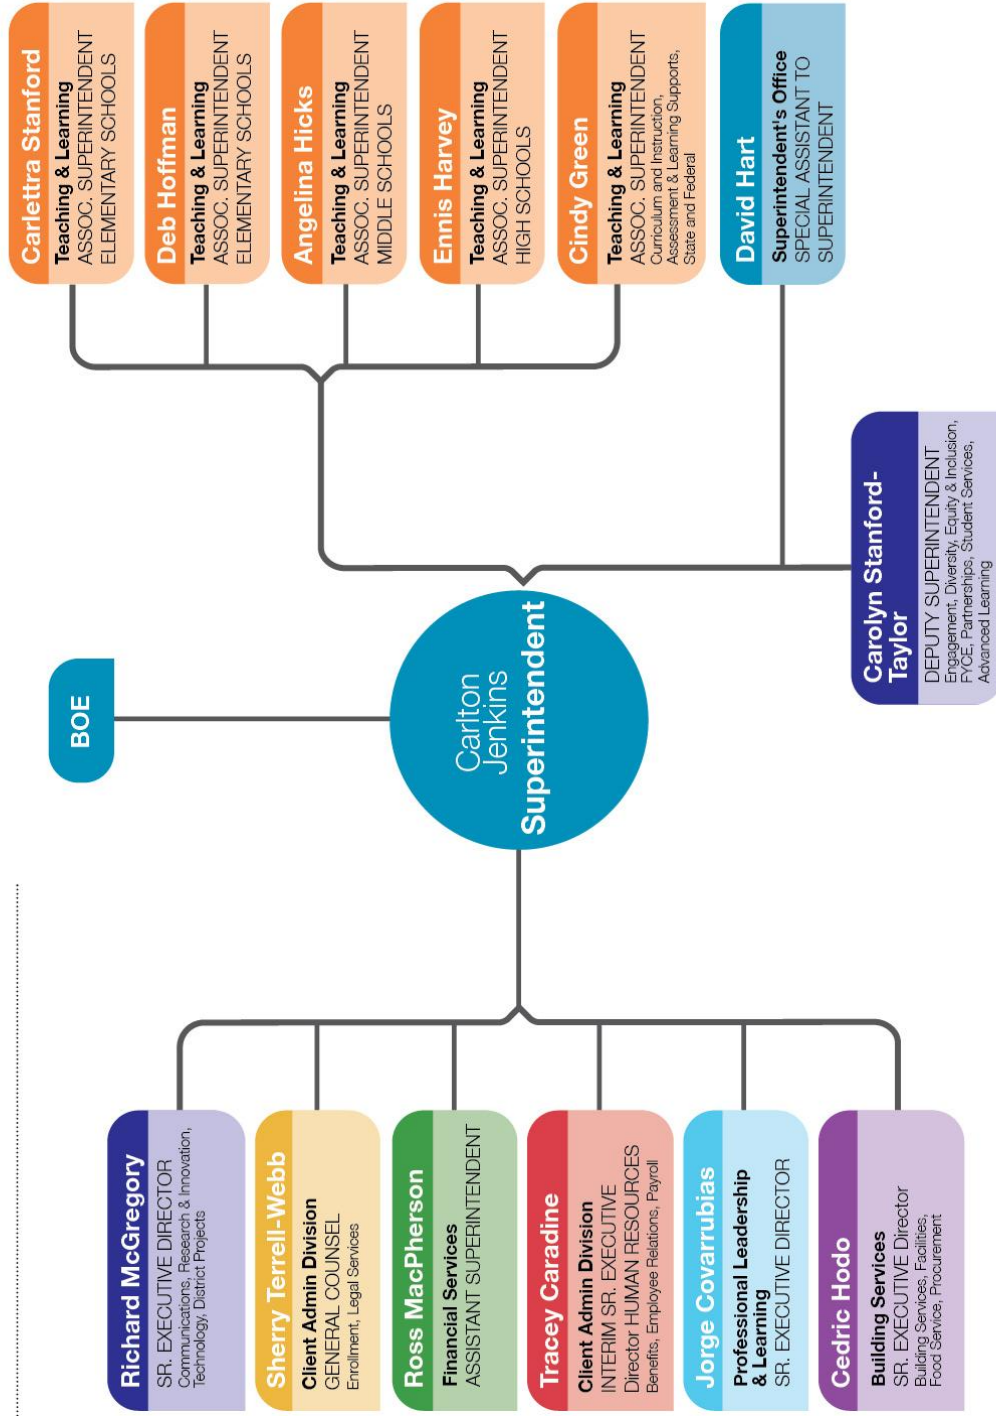 BOE
Carlton
Jenkins
Superintendent
Richard McGregory
SR. EXECUTIVE DIRECTOR
Communications, Research & Innovation,
Technology, District Projects
Sherry Terrell-Webb
Client Admin Division
GENERAL COUNSEL
Enrollment, Legal Services
Ross MacPherson
Financial Services
ASSISTANT SUPERINTENDENT
Tracey Caradine
Client Admin Division
INTERIM SR. EXECUTIVE
Director HUMAN RESOURCES
Benefits, Employee Relations, Payroll
Jorge Covarrubias
Professional Leadership
& Learning
SR. EXECUTIVE DIRECTOR
Cedric Hodo
Building Services
SR. EXECUTIVE Director
Building Services, Facilities,
Food Service, Procurement
Carlettra Stanford
Teaching & Learning
ASSOC. SUPERINTENDENT
ELEMENTARY SCHOOLS
Deb Hoffman
Teaching & Learning
ASSOC. SUPERINTENDENT
ELEMENTARY SCHOOLS
Angelina Hicks
Teaching & Learning
ASSOC. SUPERINTENDENT
MIDDLE SCHOOLS
Ennis Harvey
Teaching & Learning
ASSOC. SUPERINTENDENT
HIGH SCHOOLS
Cindy Green
Teaching & Learning
ASSOC. SUPERINTENDENT
Curriculum and Instruction,
Assessment & Learning Supports,
State and Federal
David Hart
Superintendent's Office
SPECIAL ASSISTANT TO
SUPERINTENDENT
Carolyn Stanford-
Taylor
DEPUTY SUPERINTENDENT
Engagement, Diversity, Equity & Inclusion,
FYCE, Partnerships, Student Services,
Advanced Learning